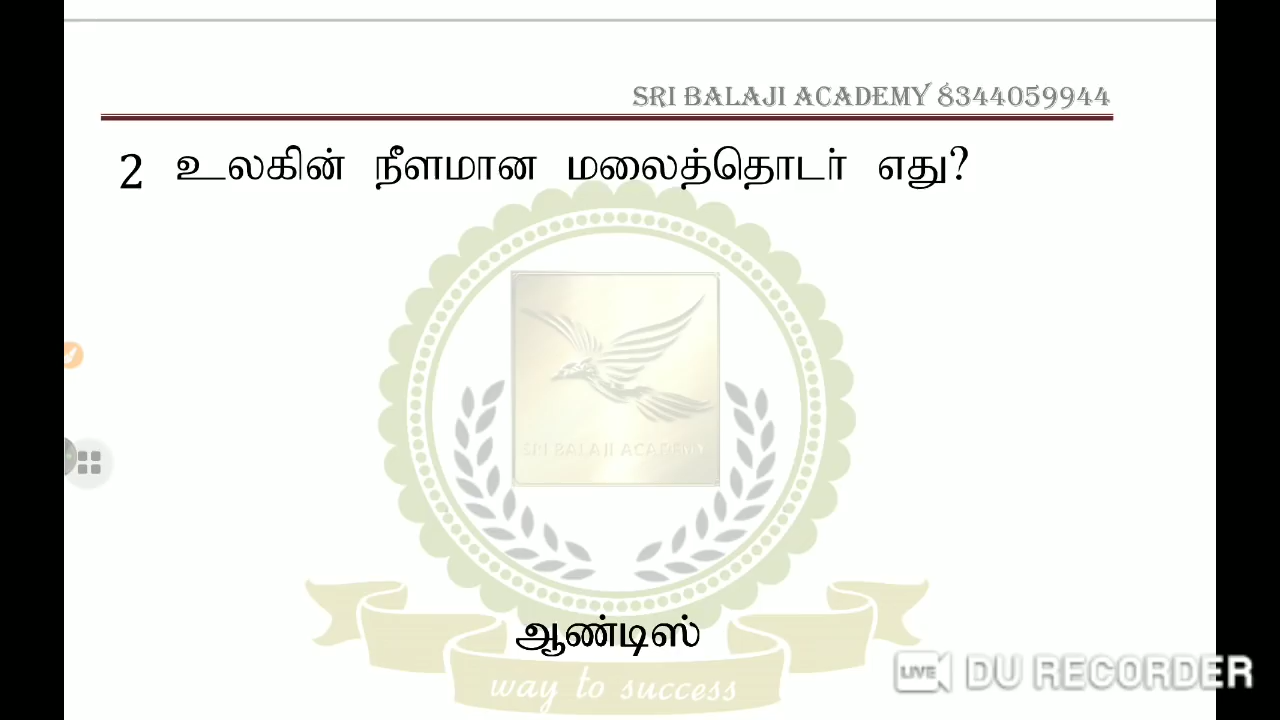 SRI BALAJI ACADEMY 8344059944
2 உலகின் நீளமான மலைத்தொடர் எது?
SRI BALAJI ACADEMY
ஆண்டிஸ்
way to success
LIVE DU RECORDER